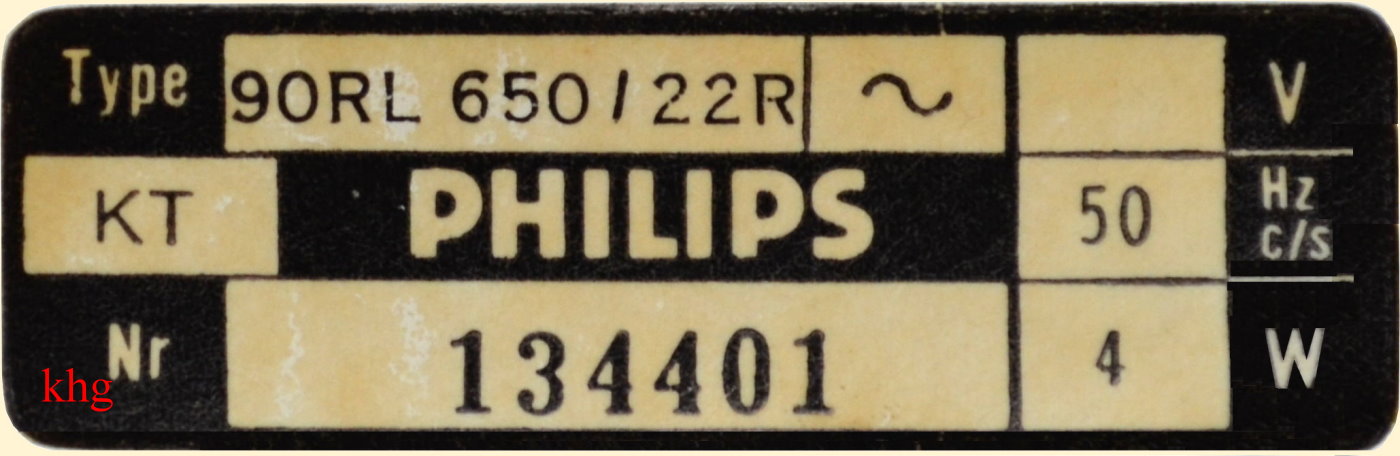 Type 90RL 650/22R ~ V
KT PHILIPS 50 Hz
c/s
Nr 134401 4 W
khg